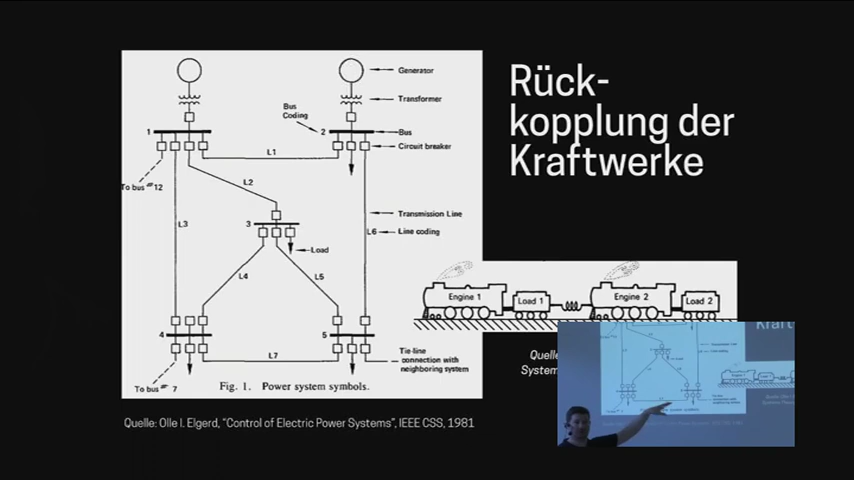 Rück-
kopplung der
Kraftwerke
Generator
Transformer
Bus
Coding
1
2
Bus
Circuit breaker
L1
To bus #12
L2
L3
3
Transmission Line
L6
Line coding
Load
L4
L5
4
5
L7
Tie-line
connection with
neighboring system
To bus # 7
Fig. 1. Power system symbols.
Engine 1
Load 1
Engine 2
Load 2
Quelle
System
Quelle: Olle I. Elgerd, "Control of Electric Power Systems", IEEE CSS, 1981